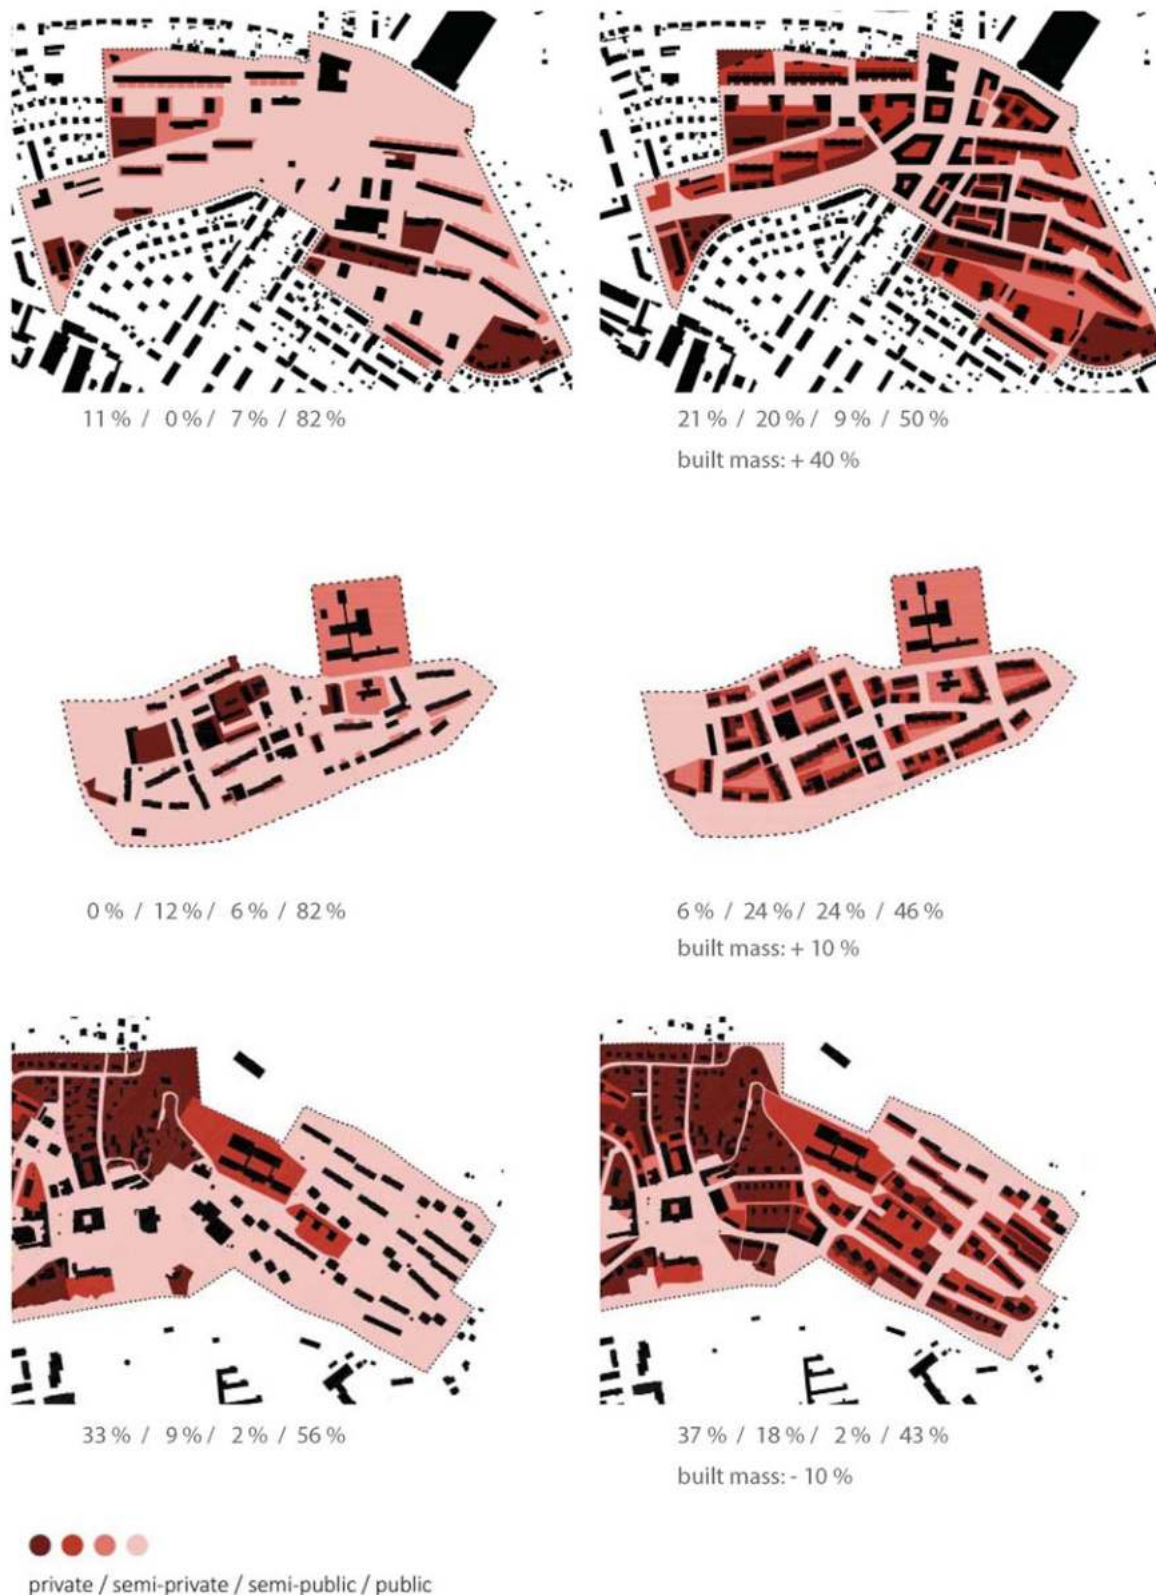 11 % / 0 % / 7 % / 82 %
21 % / 20 % / 9 % / 50 %
built mass: + 40 %
0 % / 12 % / 6 % / 82 %
6 % / 24 % / 24 % / 46 %
built mass: + 10 %
33 % / 9 % / 2 % / 56 %
37 % / 18 % / 2 % / 43 %
built mass: - 10 %
private / semi-private / semi-public / public